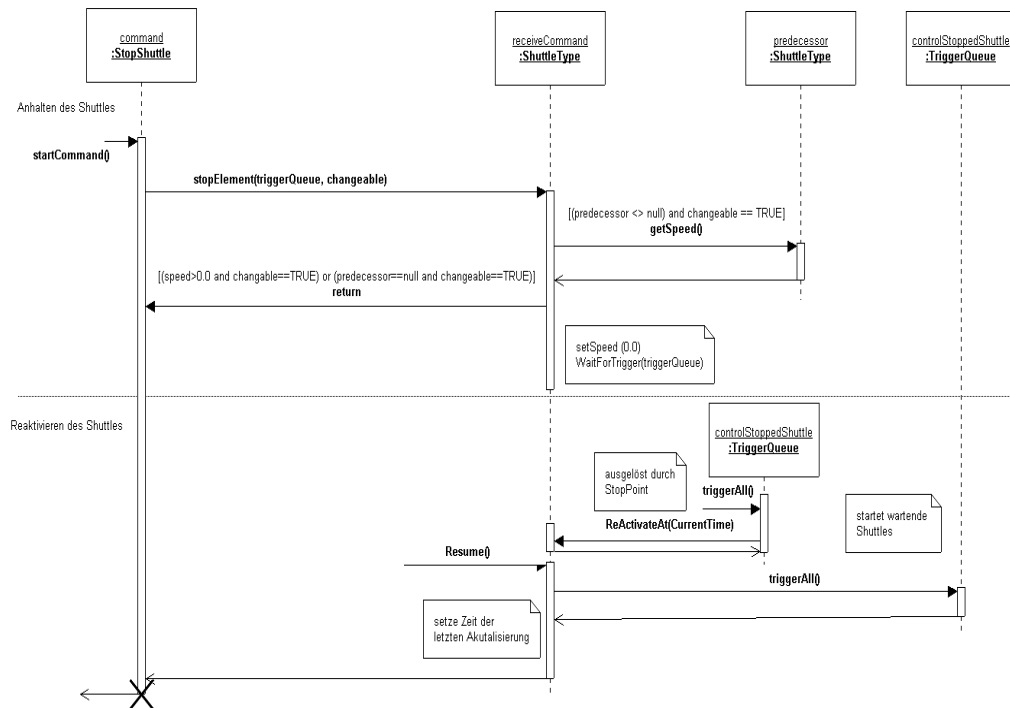 command
:StopShuttle
receiveCommand
:ShuttleType
predecessor
:ShuttleType
controlStoppedShuttle
:TriggerQueue
Anhalten des Shuttles
startCommand()
stopElement(triggerQueue, changeable)
[(predecessor <> null) and changeable == TRUE]
getSpeed()
[(speed>0.0 and changable==TRUE) or (predecessor==null and changeable==TRUE)]
return
setSpeed (0.0)
WaitForTrigger(triggerQueue)
Reaktivieren des Shuttles
controlStoppedShuttle
:TriggerQueue
ausgelöst durch
StopPoint
triggerAll()
startet wartende
Shuttles
ReActivateAt(CurrentTime)
Resume()
triggerAll()
setze Zeit der
letzten Akutalisierung